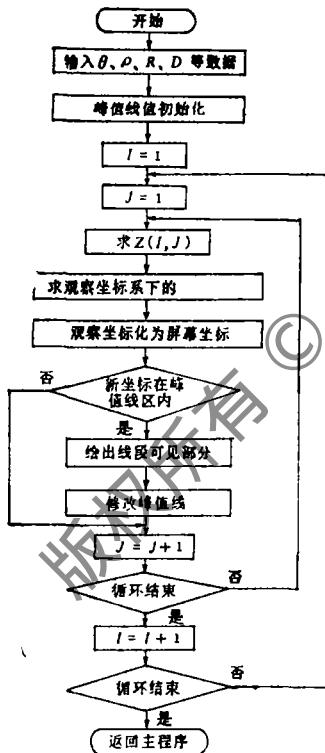 开始
输入θ、ρ、R、D 等数据
峰值线值初始化
I = 1
J = 1
求Z(I,J)
求观察坐标系下的
观察坐标化为屏幕坐标
否
新坐标在峰
值线区内
是
绘出线段可见部分
修改峰值线
J = J+1
否
循环结束
是
I = I+1
否
循环结束
是
返回主程序
版权所有 ©